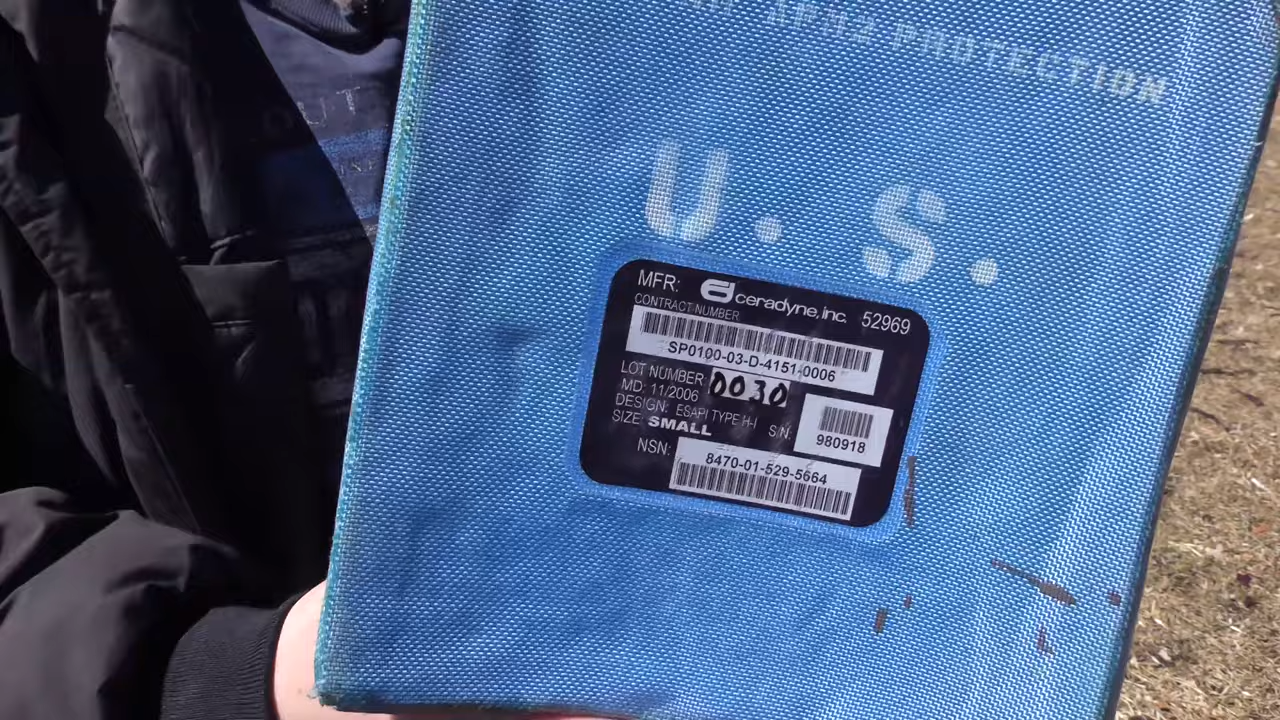 APM2 PROTECTION
U. S.
MFR: ceradyne, inc. 52969
CONTRACT NUMBER
SP0100-03-D-4151-0006
LOT NUMBER 0030
MD: 11/2006
DESIGN: ESAPI TYPE H-I
SIZE SMALL
S/N: 980918
NSN: 8470-01-529-5664